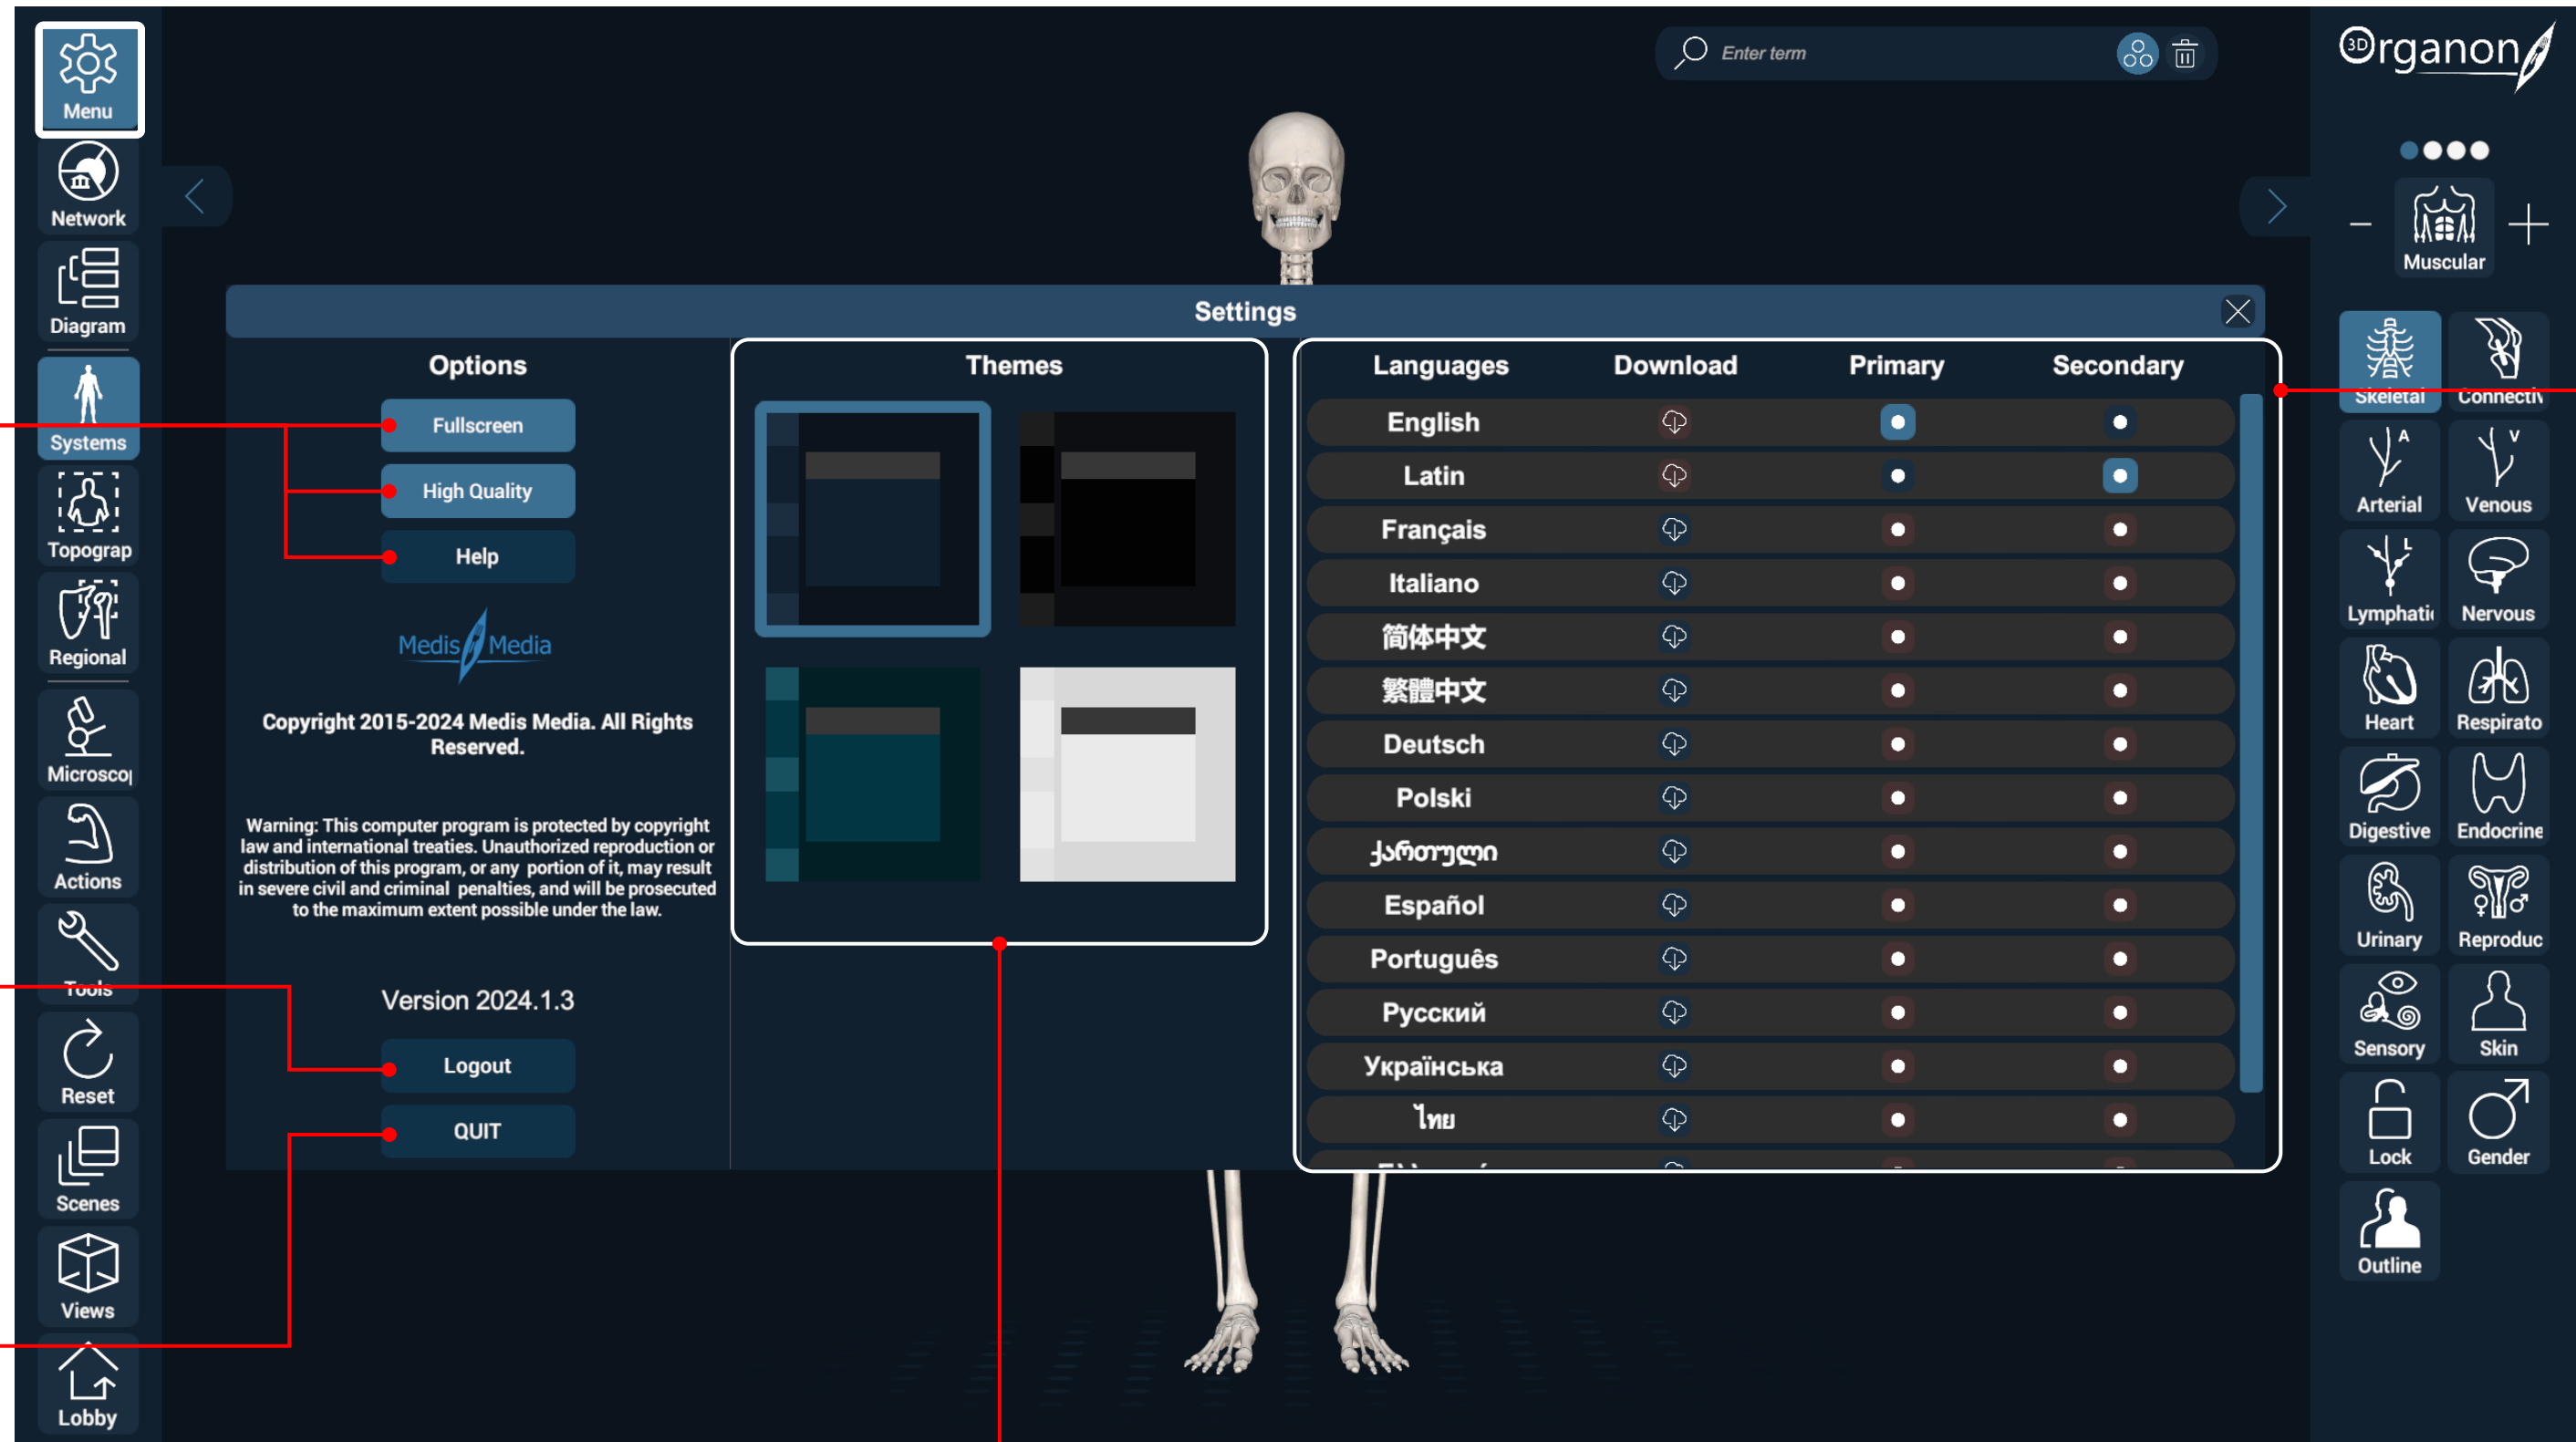 Menu
Network
Diagram
Systems
Topograp
Regional
Microscop
Actions
Tools
Reset
Scenes
Views
Lobby
Enter term
Settings
Options
Fullscreen
High Quality
Help
Medis Media
Copyright 2015-2024 Medis Media. All Rights
Reserved.
Warning: This computer program is protected by copyright
law and international treaties. Unauthorized reproduction or
distribution of this program, or any portion of it, may result
in severe civil and criminal penalties, and will be prosecuted
to the maximum extent possible under the law.
Version 2024.1.3
Logout
QUIT
Themes
Languages Download Primary Secondary
English
Latin
Français
Italiano
简体中文
繁體中文
Deutsch
Polski
ქართული
Español
Português
Русский
Українська
ไทย
3D Organon
Muscular
Skeletal Connectiv
A V
Arterial Venous
L
Lymphatic Nervous
Heart Respirato
Digestive Endocrine
Urinary Reproduc
Sensory Skin
Lock Gender
Outline